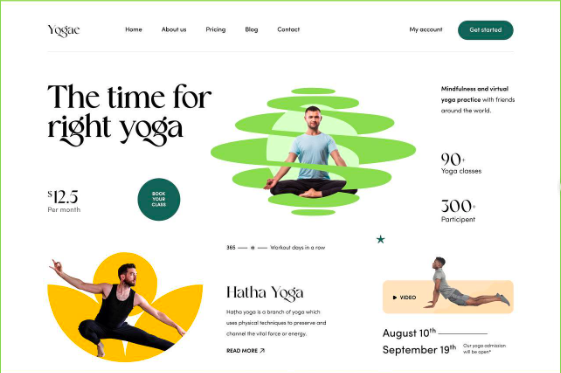 Yogae
Home About us Pricing Blog Contact
My account Get started
The time for
right yoga
Mindfulness and virtual
yoga practice with friends
around the world.
90+
Yoga classes
$12.5
Per month
BOOK
YOUR
CLASS
300+
Participent
365 Workout days in a row
Hatha Yoga
Hatha yoga is a branch of yoga which
uses physical techniques to preserve and
channel the vital force or energy.
READ MORE
VIDEO
August 10th
September 19th
Our yoga admission
will be open*